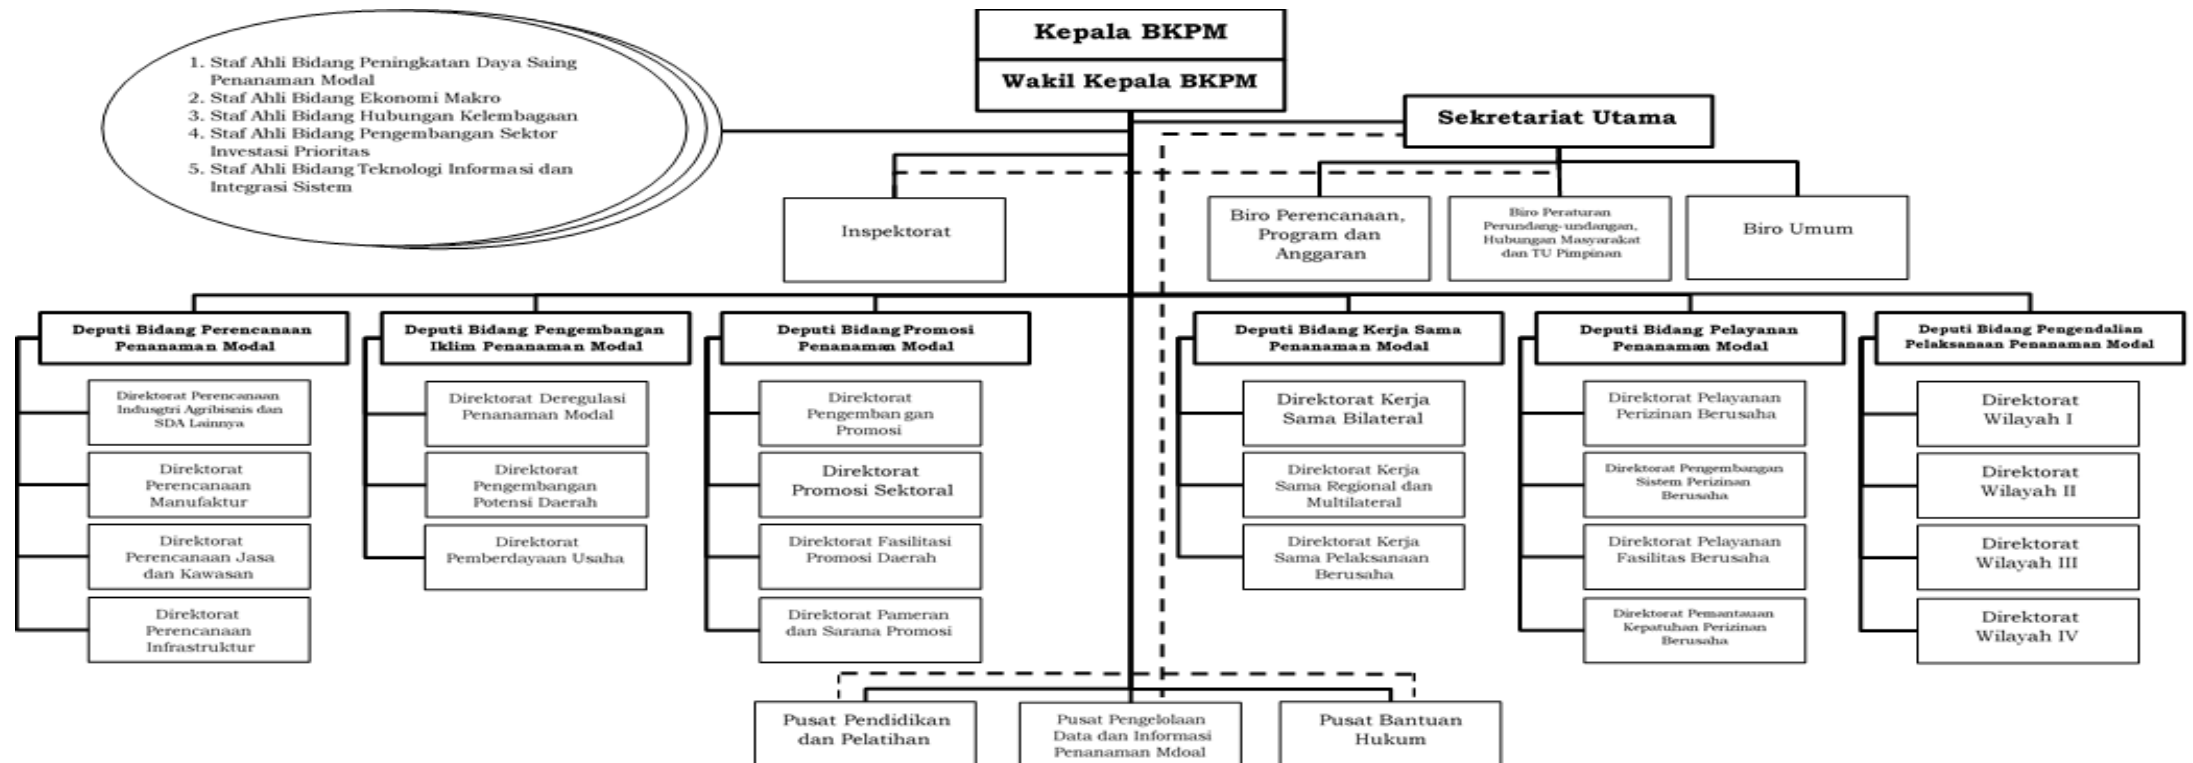 Kepala BKPM
Wakil Kepala BKPM
1. Staf Ahli Bidang Peningkatan Daya Saing
Penanaman Modal
2. Staf Ahli Bidang Ekonomi Makro
3. Staf Ahli Bidang Hubungan Kelembagaan
4. Staf Ahli Bidang Pengembangan Sektor
Investasi Prioritas
5. Staf Ahli Bidang Teknologi Informasi dan
Integrasi Sistem
Sekretariat Utama
Inspektorat
Biro Perencanaan,
Program dan
Anggaran
Biro Peraturan
Perundang-undangan,
Hubungan Masyarakat
dan TU Pimpinan
Biro Umum
Deputi Bidang Perencanaan
Penanaman Modal
Direktorat Perencanaan
Indusgtri Agribisnis dan
SDA Lainnya
Direktorat
Perencanaan
Manufaktur
Direktorat
Perencanaan Jasa
dan Kawasan
Direktorat
Perencanaan
Infrastruktur
Deputi Bidang Pengembangan
Iklim Penanaman Modal
Direktorat Deregulasi
Penanaman Modal
Direktorat
Pengembangan
Potensi Daerah
Direktorat
Pemberdayaan Usaha
Deputi Bidang Promosi
Penanaman Modal
Direktorat
Pengemban gan
Promosi
Direktorat
Promosi Sektoral
Direktorat Fasilitasi
Promosi Daerah
Direktorat Pameran
dan Sarana Promosi
Deputi Bidang Kerja Sama
Penanaman Modal
Direktorat Kerja
Sama Bilateral
Direktorat Kerja
Sama Regional dan
Multilateral
Direktorat Kerja
Sama Pelaksanaan
Berusaha
Deputi Bidang Pelayanan
Penanaman Modal
Direktorat Pelayanan
Perizinan Berusaha
Direktorat Pengembangan
Sistem Perizinan
Berusaha
Direktorat Pelayanan
Fasilitas Berusaha
Direktorat Pemantauan
Kepatuhan Perizinan
Berusaha
Deputi Bidang Pengendalian
Pelaksanaan Penanaman Modal
Direktorat
Wilayah I
Direktorat
Wilayah II
Direktorat
Wilayah III
Direktorat
Wilayah IV
Pusat Pendidikan
dan Pelatihan
Pusat Pengelolaan
Data dan Informasi
Penanaman Mdoal
Pusat Bantuan
Hukum